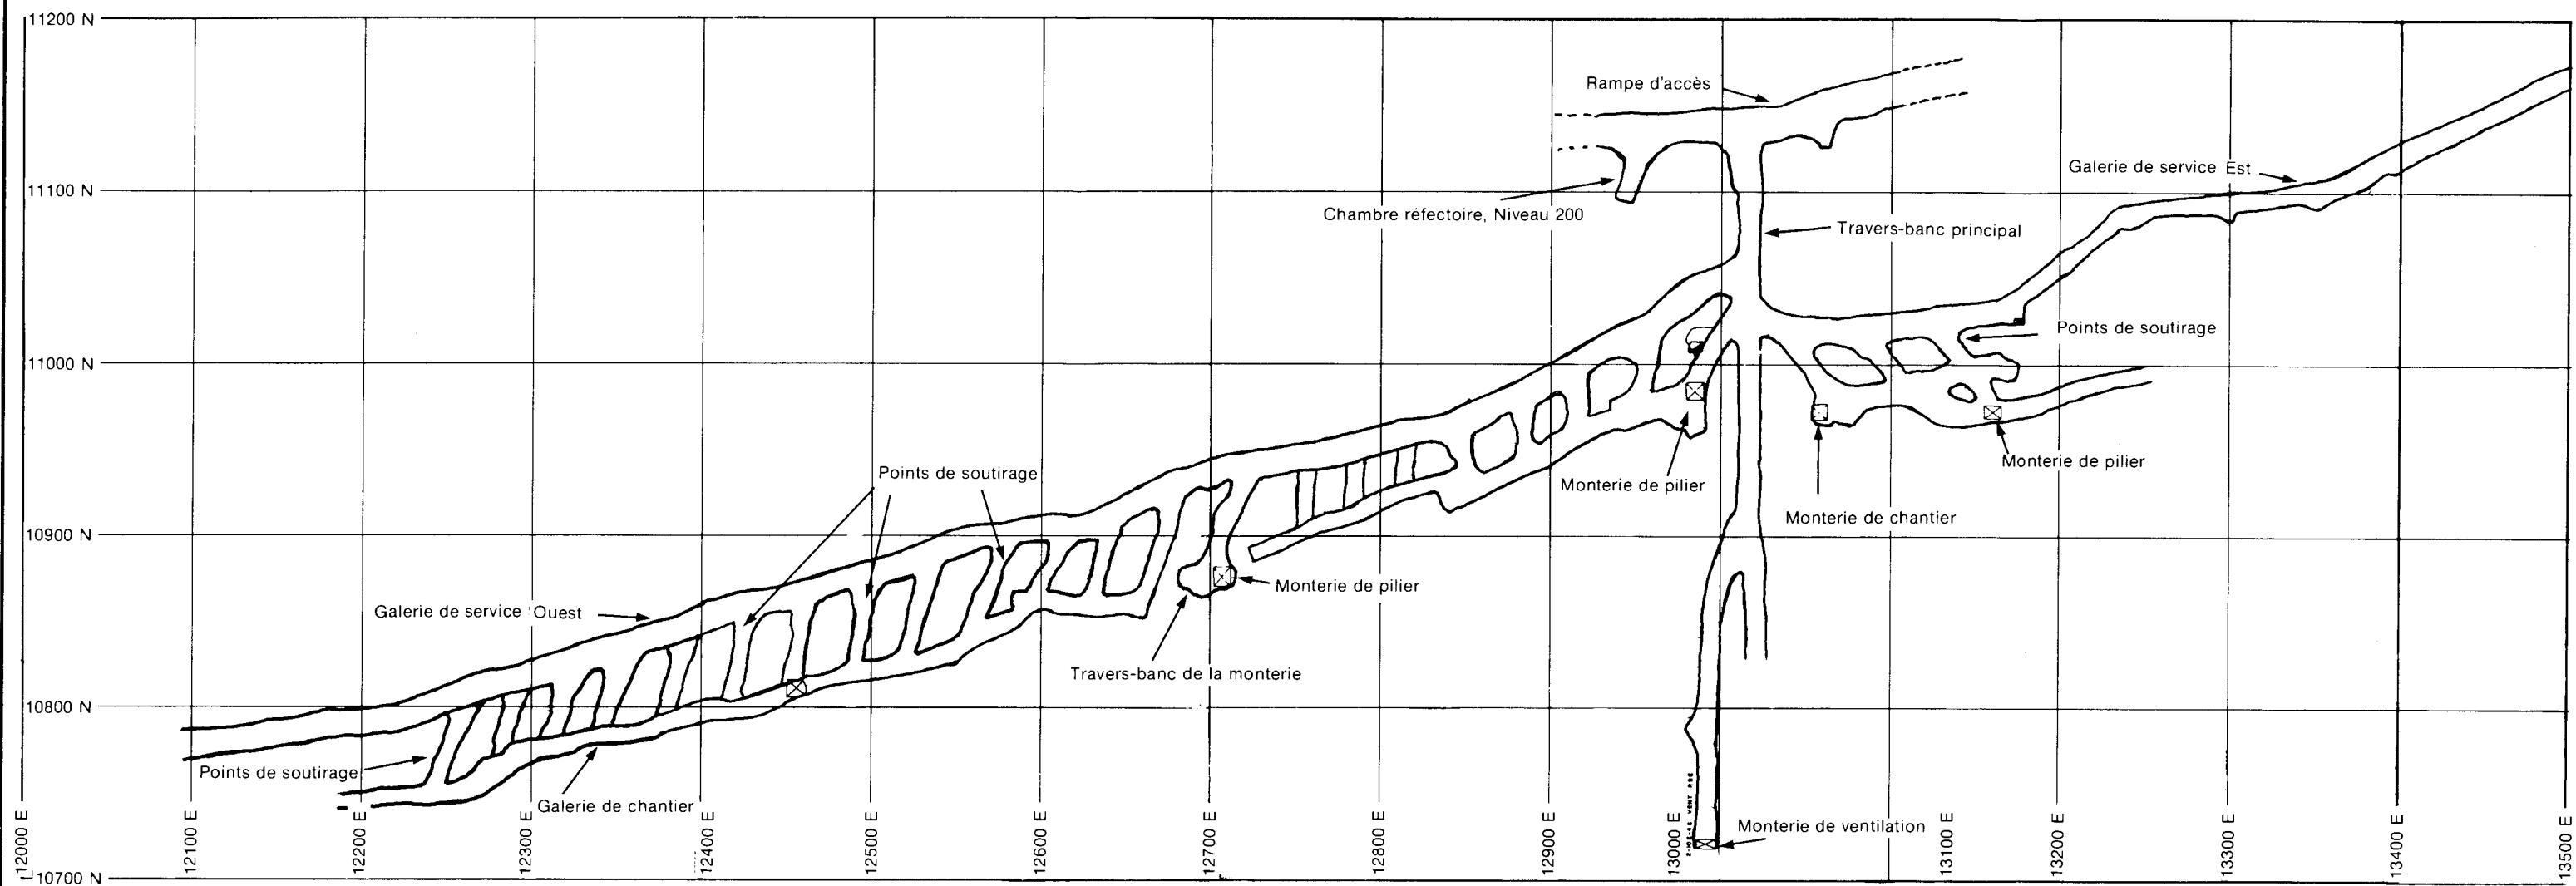 11200 N
Rampe d'accès
Galerie de service Est
11100 N
Chambre réfectoire, Niveau 200
Travers-banc principal
Points de soutirage
11000 N
Monterie de pilier
Points de soutirage
Monterie de pilier
Monterie de chantier
10900 N
Monterie de pilier
Galerie de service Ouest
Travers-banc de la monterie
10800 N
Points de soutirage
Galerie de chantier
Monterie de ventilation
12000 E
12100 E
12200 E
12300 E
12400 E
12500 E
12600 E
12700 E
12800 E
12900 E
13000 E
13100 E
13200 E
13300 E
13400 E
13500 E
10700 N